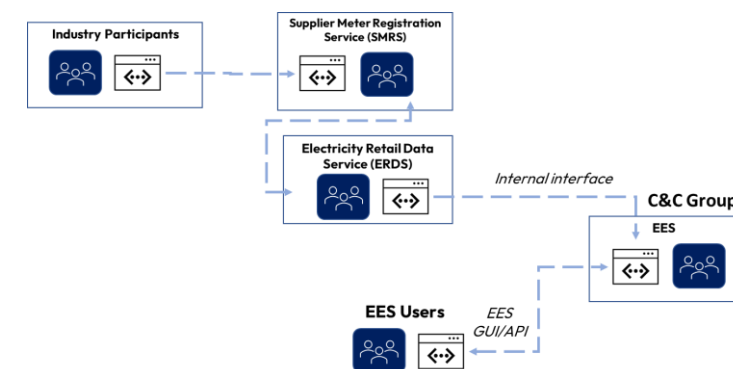 Industry Participants
Supplier Meter Registration
Service (SMRS)
Electricity Retail Data
Service (ERDS)
Internal interface
C&C Group
EES
EES Users
EES
GUI/API